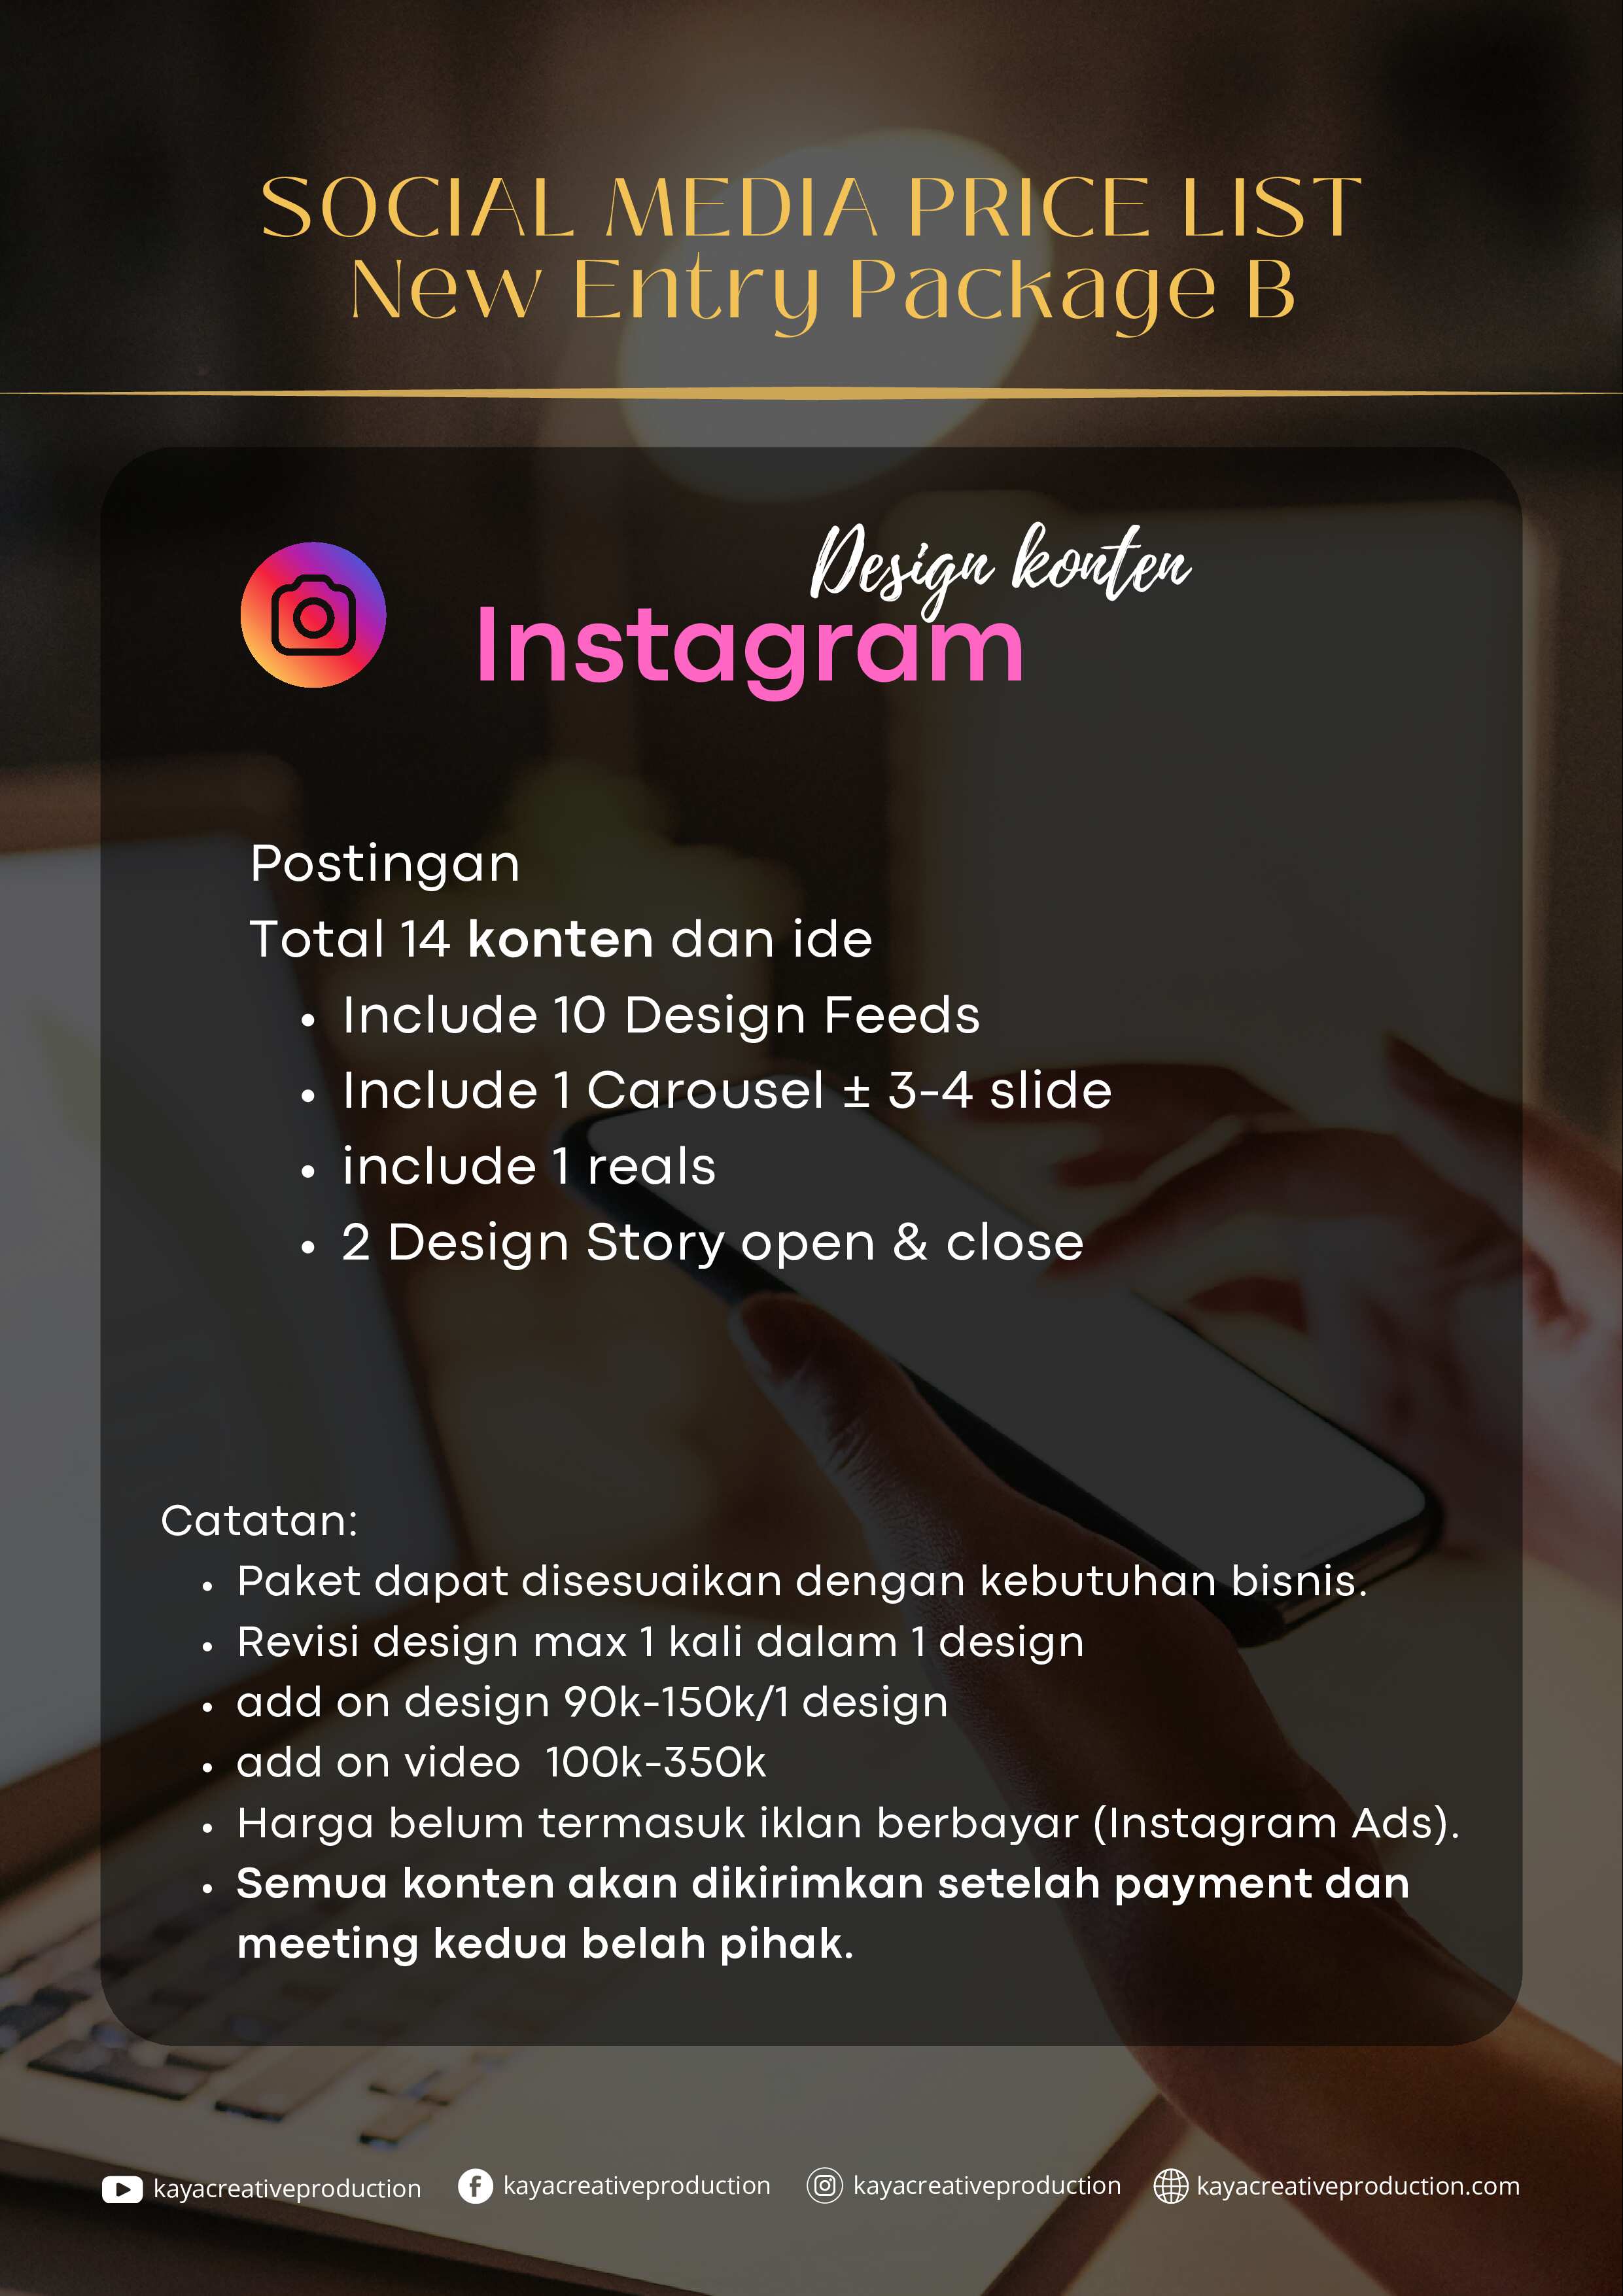 SOCIAL MEDIA PRICE LIST
New Entry Package B
Design konten
Instagram
Postingan
Total 14 konten dan ide
• Include 10 Design Feeds
• Include 1 Carousel ± 3-4 slide
• include 1 reals
• 2 Design Story open & close
Catatan:
• Paket dapat disesuaikan dengan kebutuhan bisnis.
• Revisi design max 1 kali dalam 1 design
• add on design 90k-150k/1 design
• add on video 100k-350k
• Harga belum termasuk iklan berbayar (Instagram Ads).
• Semua konten akan dikirimkan setelah payment dan
meeting kedua belah pihak.
kayacreativeproduction kayacreativeproduction kayacreativeproduction kayacreativeproduction.com